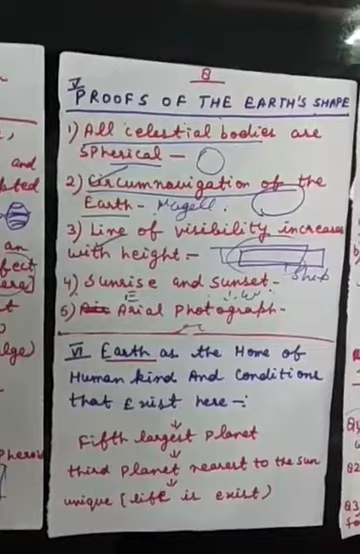 8
V
PROOFS OF THE EARTH'S SHAPE
1) All celestial bodies are
Spherical -
2) Circumnavigation of the
Earth - Magell.
3) Line of visibility increases
with height :-
Ship
4) Sunrise and Sunset -
E W
5) Arial Photograph -
VI Earth as the Home of
Human kind And Conditions
that Exist here -:
Fifth largest Planet
third Planet nearest to the Sun
unique (life is exist)
and
an